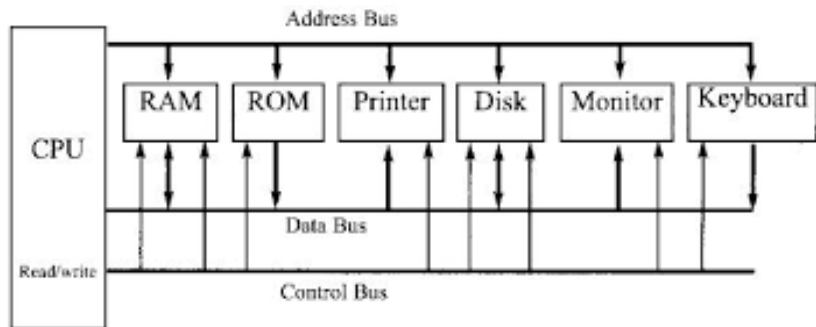 Address Bus
RAM
ROM
Printer
Disk
Monitor
Keyboard
CPU
Data Bus
Read/write
Control Bus